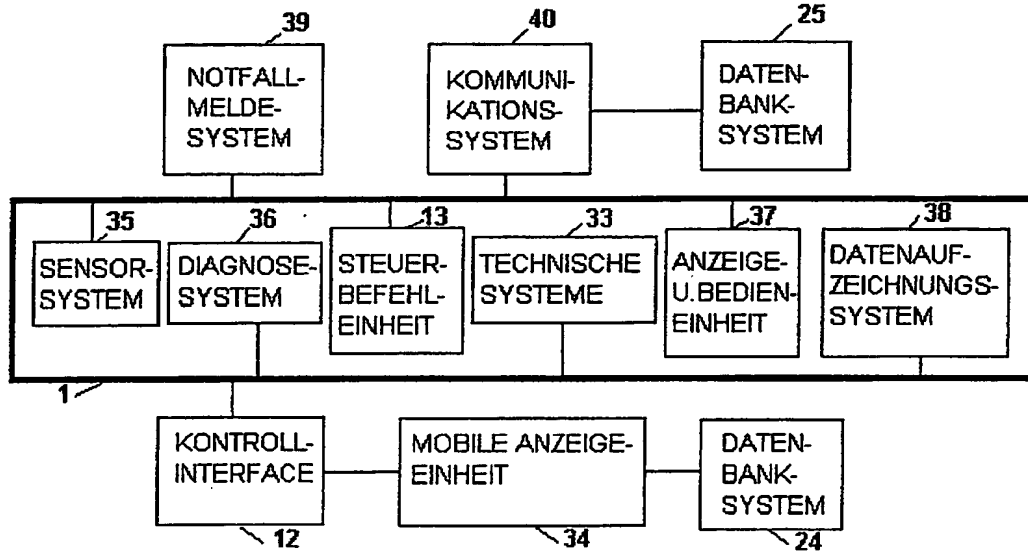 39
NOTFALL-
MELDE-
SYSTEM
40
KOMMUNI-
KATIONS-
SYSTEM
25
DATEN-
BANK-
SYSTEM
35
SENSOR-
SYSTEM
36
DIAGNOSE-
SYSTEM
13
STEUER-
BEFEHL-
EINHEIT
33
TECHNISCHE
SYSTEME
37
ANZEIGE-
U.BEDIEN-
EINHEIT
38
DATENAUF-
ZEICHNUNGS-
SYSTEM
1
KONTROLL-
INTERFACE
12
MOBILE ANZEIGE-
EINHEIT
34
DATEN-
BANK-
SYSTEM
24